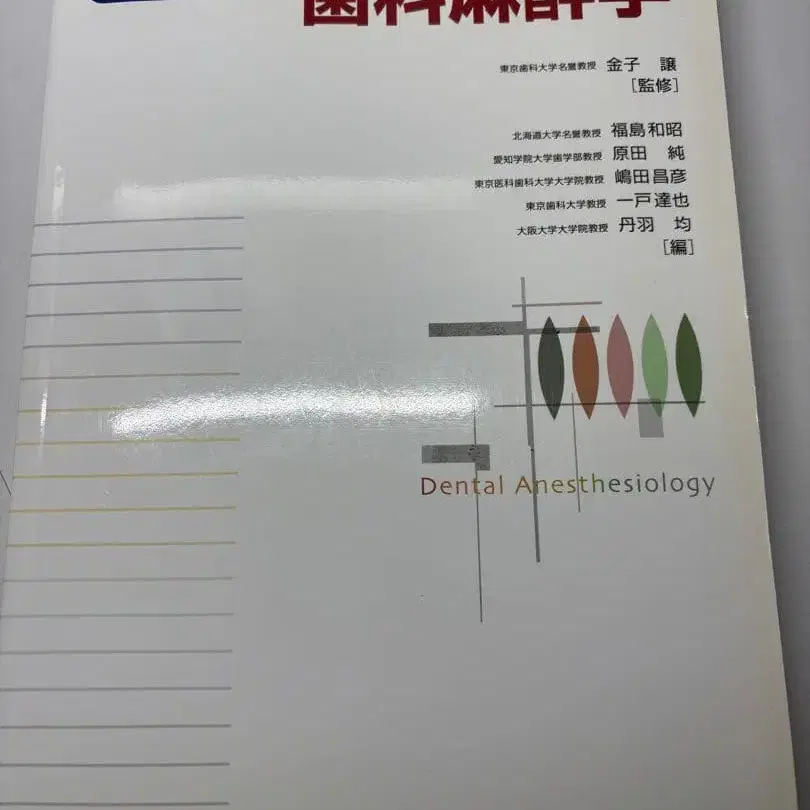 歯科麻酔学
東京歯科大学名誉教授 金子 譲
[監修]
北海道大学名誉教授 福島和昭
愛知学院大学歯学部教授 原田 純
東京医科歯科大学大学院教授 嶋田昌彦
東京歯科大学教授 一戸達也
大阪大学大学院教授 丹羽 均
[編]
Dental Anesthesiology